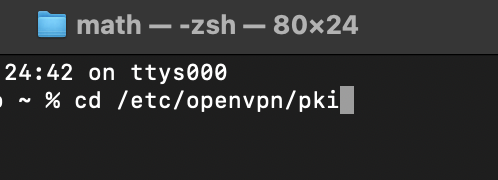 math — -zsh — 80×24
24:42 on ttys000
~ % cd /etc/openvpn/pki